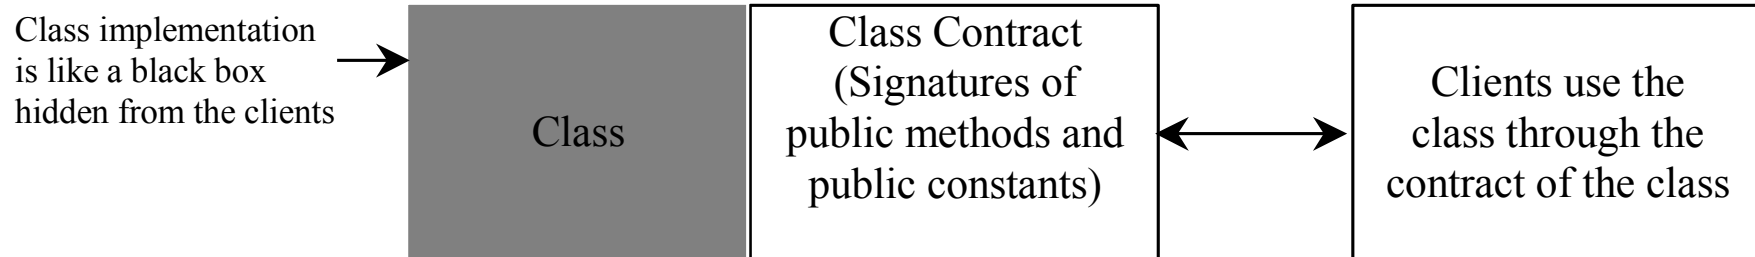 Class implementation
is like a black box
hidden from the clients
Class
Class Contract
(Signatures of
public methods and
public constants)
Clients use the
class through the
contract of the class